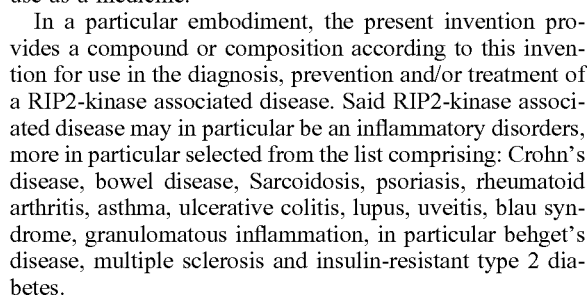 use as a medicine.
In a particular embodiment, the present invention pro-
vides a compound or composition according to this inven-
tion for use in the diagnosis, prevention and/or treatment of
a RIP2-kinase associated disease. Said RIP2-kinase associ-
ated disease may in particular be an inflammatory disorders,
more in particular selected from the list comprising: Crohn's
disease, bowel disease, Sarcoidosis, psoriasis, rheumatoid
arthritis, asthma, ulcerative colitis, lupus, uveitis, blau syn-
drome, granulomatous inflammation, in particular behget's
disease, multiple sclerosis and insulin-resistant type 2 dia-
betes.